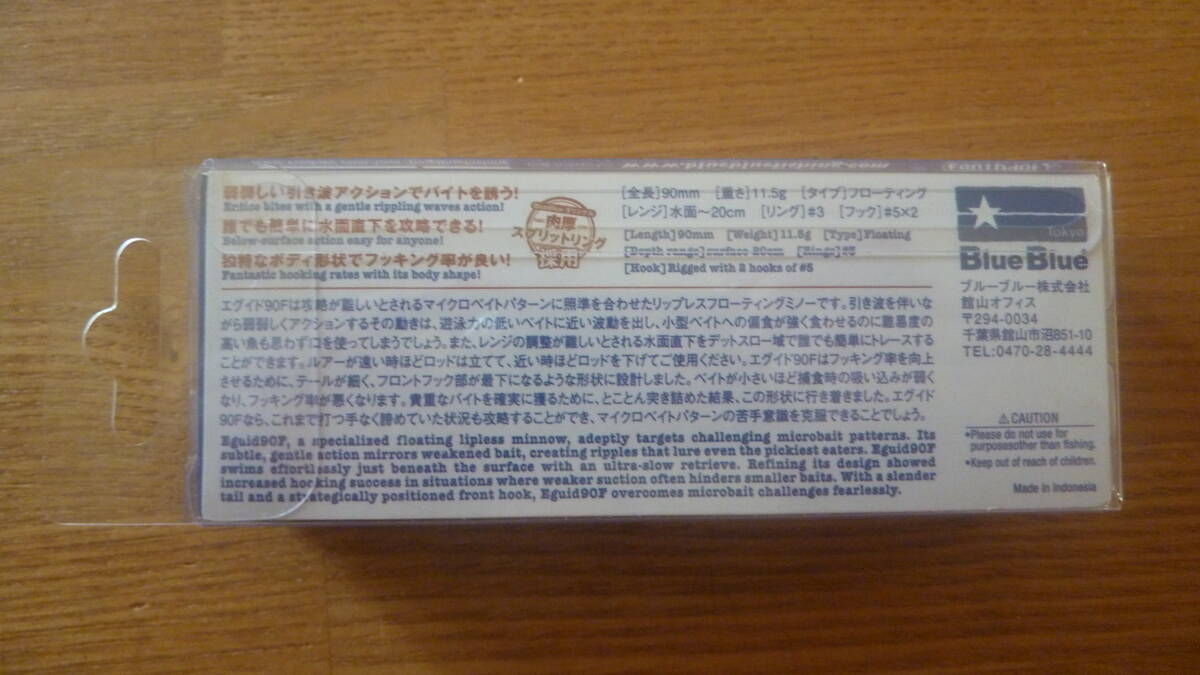 弱弱しい引き波アクションでバイトを誘う!
Entice bites with a gentle rippling waves action!
誰でも簡単に水面直下を攻略できる!
Below-surface action easy for anyone!
独特なボディ形状でフッキング率が良い!
Fantastic hooking rates with its body shape!
肉厚
スプリットリング
採用
[全長]90mm [重さ]11.5g [タイプ]フローティング
[レンジ]水面〜20cm [リング]#3 [フック]#5×2
[Length]90mm [Weight]11.5g [Type]Floating
[Depth range]surface-20cm [Rings]#3
[Hook]Rigged with 2 hooks of #5
エグイド90Fは攻略が難しいとされるマイクロベイトパターンに照準を合わせたリップレスフローティングミノーです。引き波を伴いな
がら弱弱しくアクションするその動きは、遊泳力の低いベイトに近い波動を出し、小型ベイトへの偏食が強く食わせるのに難易度の
高い魚も思わず口を使ってしまうでしょう。また、レンジの調整が難しいとされる水面直下をデットスロー域で誰でも簡単にトレースする
ことができます。ルアーが遠い時ほどロッドは立てて、近い時ほどロッドを下げてご使用ください。エグイド90Fはフッキング率を向上
させるために、テールが細く、フロントフック部が最下になるような形状に設計しました。ベイトが小さいほど捕食時の吸い込みが弱く
なり、フッキング率が悪くなります。貴重なバイトを確実に獲るために、とことん突き詰めた結果、この形状に行き着きました。エグイド
90Fなら、これまで打つ手なく諦めていた状況も攻略することができ、マイクロベイトパターンの苦手意識を克服できることでしょう。
Eguid90F, a specialized floating lipless minnow, adeptly targets challenging microbait patterns. Its
subtle, gentle action mirrors weakened bait, creating ripples that lure even the pickiest eaters. Eguid90F
swims effortlessly just beneath the surface with an ultra-slow retrieve. Refining its design showed
increased hooking success in situations where weaker suction often hinders smaller baits. With a slender
tail and a strategically positioned front hook, Eguid90F overcomes microbait challenges fearlessly.
Tokyo
BlueBlue
ブルーブルー株式会社
館山オフィス
〒294-0034
千葉県館山市沼851-10
TEL:0470-28-4444
⚠CAUTION
•Please do not use for
purposesother than fishing.
•Keep out of reach of children.
Made in Indonesia